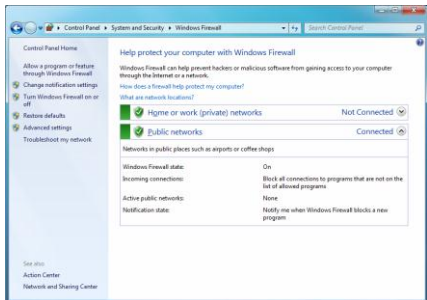 Control Panel ▸ System and Security ▸ Windows Firewall
Search Control Panel
Control Panel Home
Allow a program or feature
through Windows Firewall
Change notification settings
Turn Windows Firewall on or
off
Restore defaults
Advanced settings
Troubleshoot my network
See also
Action Center
Network and Sharing Center
Help protect your computer with Windows Firewall
Windows Firewall can help prevent hackers or malicious software from gaining access to your computer
through the Internet or a network.
How does a firewall help protect my computer?
What are network locations?
Home or work (private) networks Not Connected
Public networks Connected
Networks in public places such as airports or coffee shops
Windows Firewall state: On
Incoming connections: Block all connections to programs that are not on the
list of allowed programs
Active public networks: None
Notification state: Notify me when Windows Firewall blocks a new
program